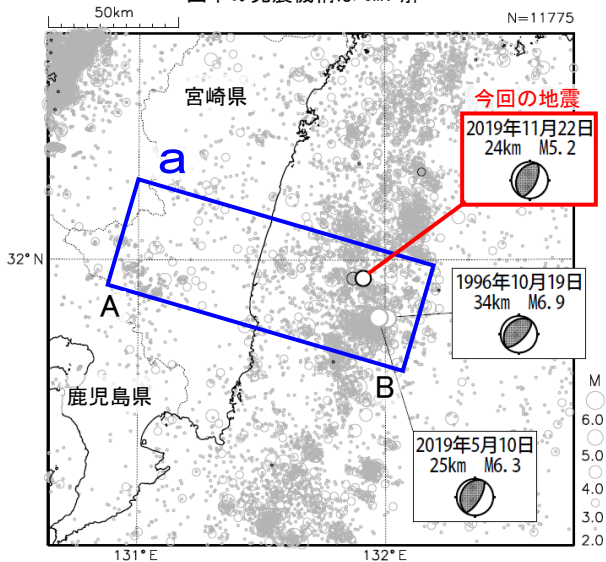 50km
N=11775
宮崎県
今回の地震
2019年11月22日
24km M5.2
a
32°N
1996年10月19日
34km M6.9
A
B
鹿児島県
2019年5月10日
25km M6.3
M
6.0
5.0
4.0
3.0
2.0
131°E
132°E